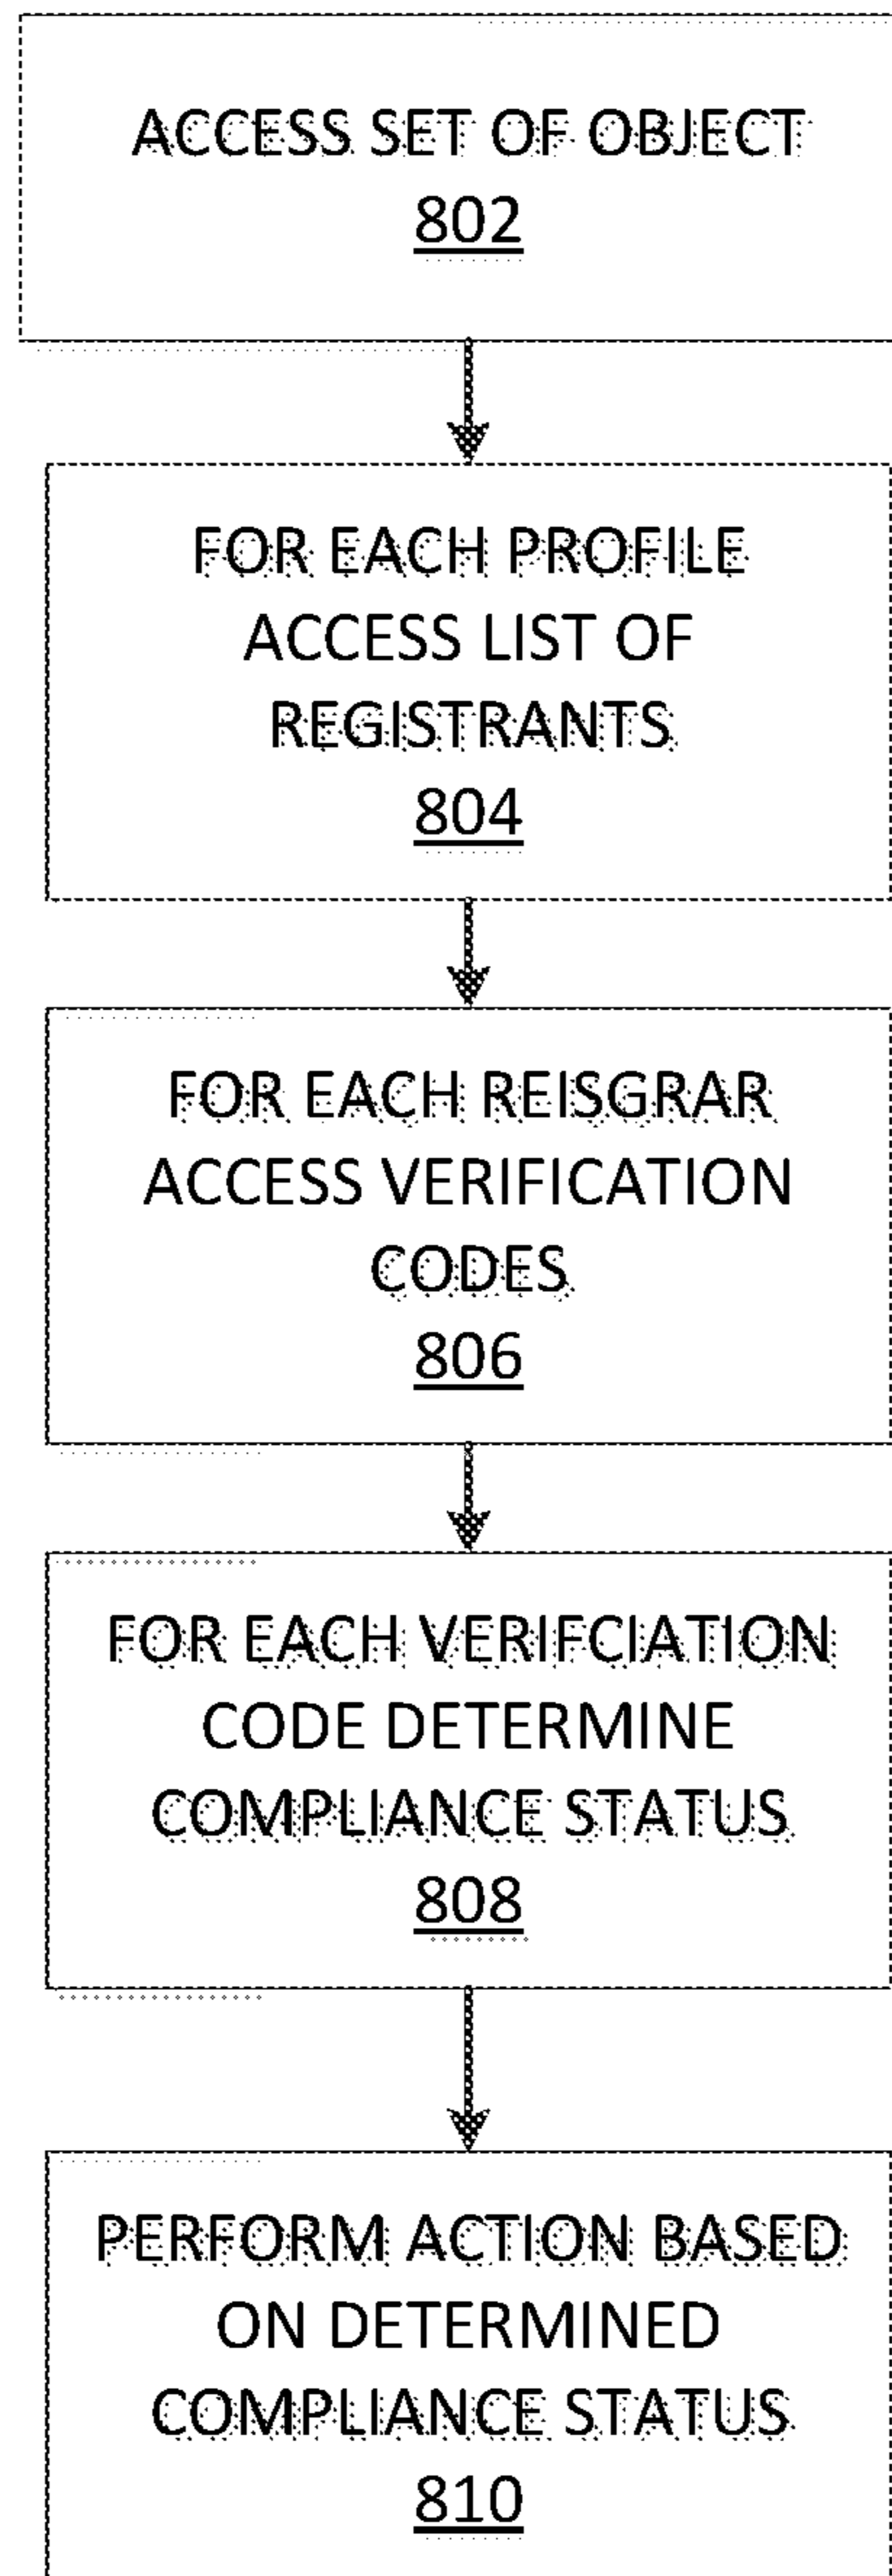 ACCESS SET OF OBJECT
802
FOR EACH PROFILE
ACCESS LIST OF
REGISTRANTS
804
FOR EACH REISGRAR
ACCESS VERIFICATION
CODES
806
FOR EACH VERIFCIATION
CODE DETERMINE
COMPLIANCE STATUS
808
PERFORM ACTION BASED
ON DETERMINED
COMPLIANCE STATUS
810